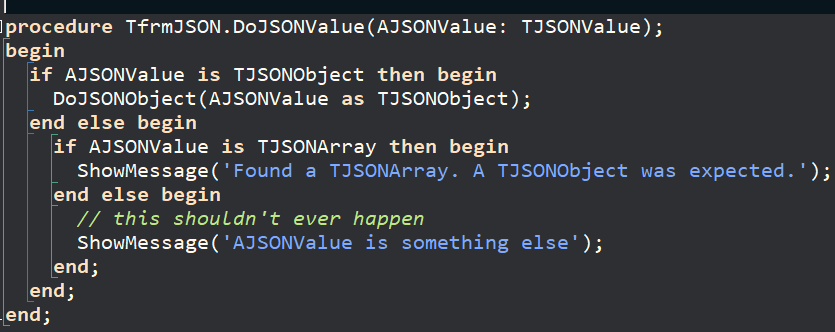 procedure TfrmJSON.DoJSONValue(AJSONValue: TJSONValue);
begin
  if AJSONValue is TJSONObject then begin
    DoJSONObject(AJSONValue as TJSONObject);
  end else begin
    if AJSONValue is TJSONArray then begin
      ShowMessage('Found a TJSONArray. A TJSONObject was expected.');
    end else begin
      // this shouldn't ever happen
      ShowMessage('AJSONValue is something else');
    end;
  end;
end;